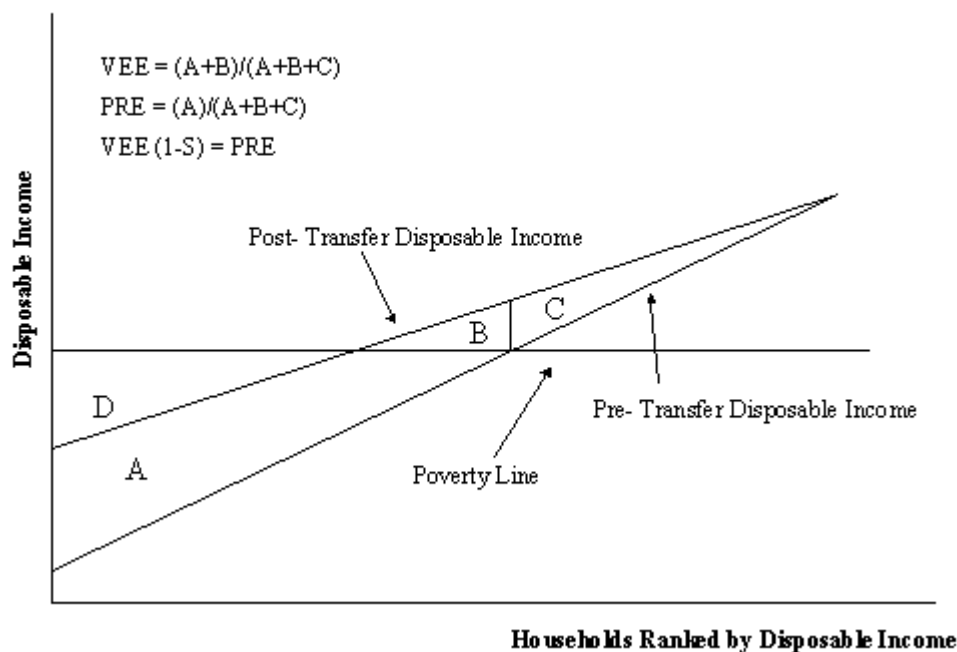 VEE = (A+B)/(A+B+C)
PRE = (A)/(A+B+C)
VEE (1-S) = PRE
Disposable Income
Post- Transfer Disposable Income
B
C
D
Pre- Transfer Disposable Income
A
Poverty Line
Households Ranked by Disposable Income